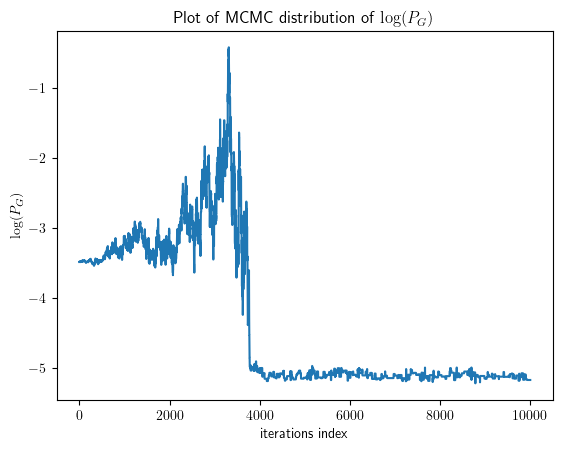 Plot of MCMC distribution of log(P_G)
log(P_G)
−1
−2
−3
−4
−5
0 2000 4000 6000 8000 10000
iterations index